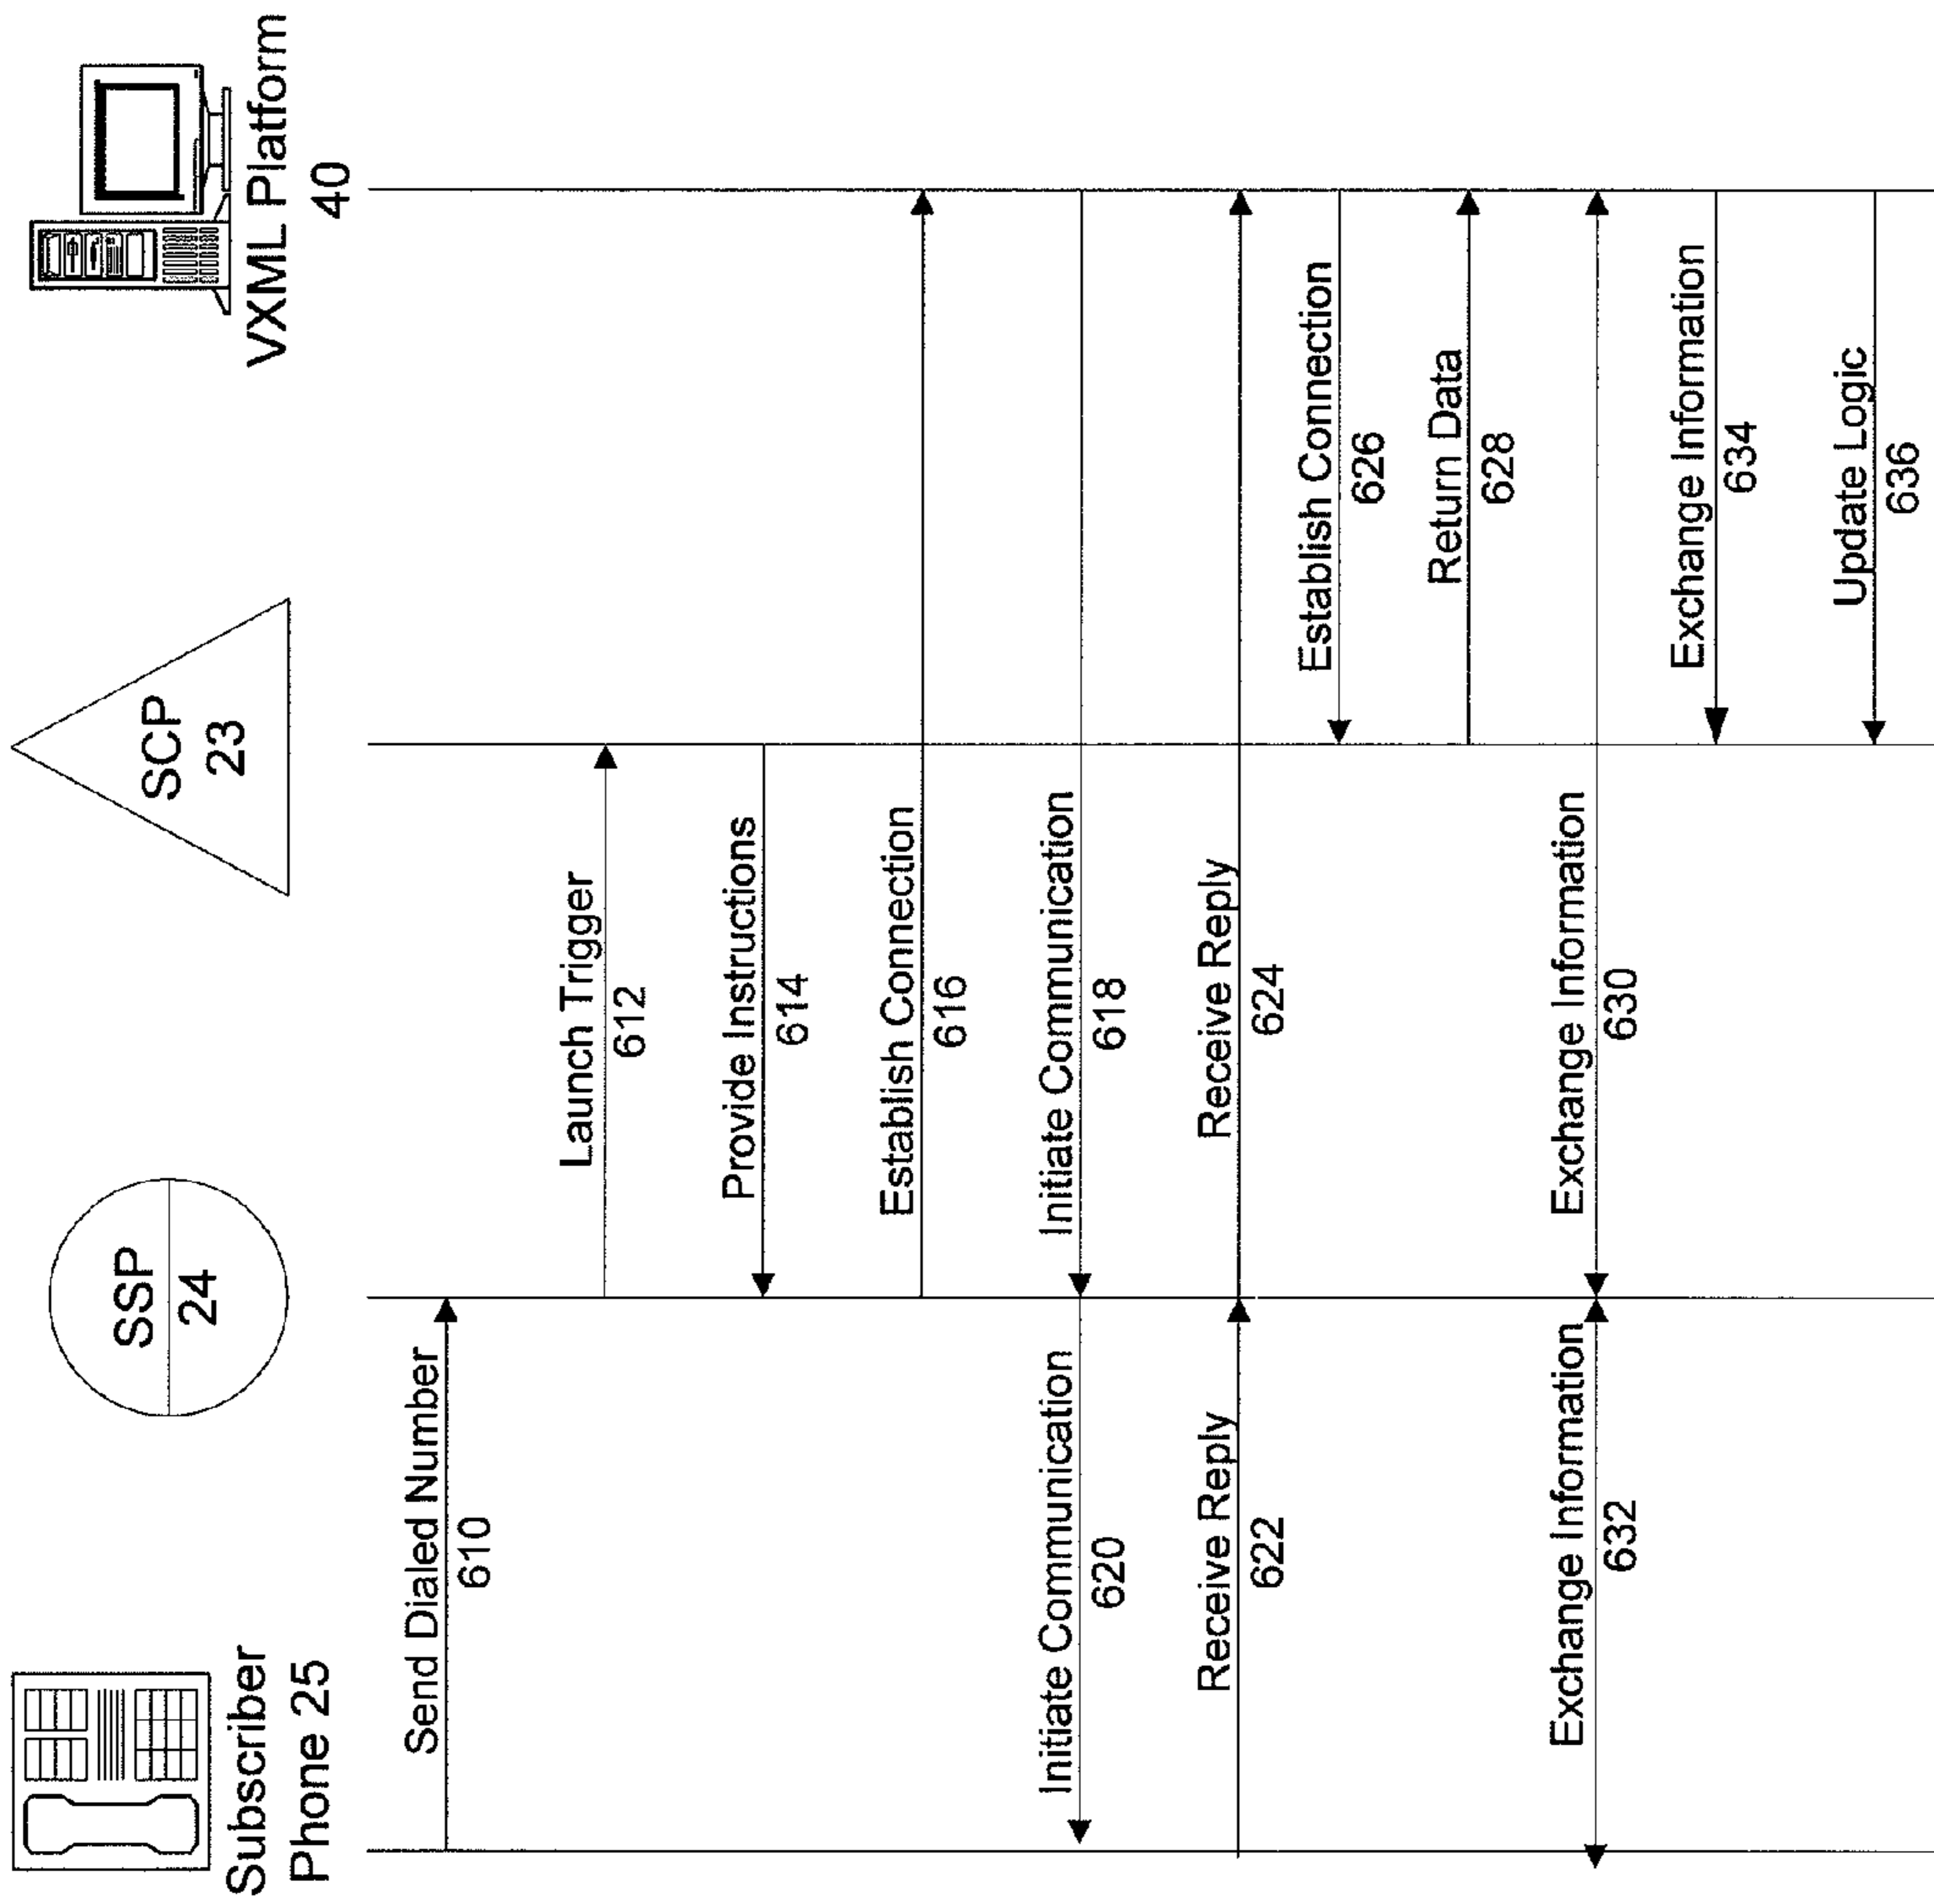 Subscriber
Phone 25
SSP
24
SCP
23
VXML Platform
40
Send Dialed Number
610
Launch Trigger
612
Provide Instructions
614
Establish Connection
616
Initiate Communication
620
Initiate Communication
618
Receive Reply
622
Receive Reply
624
Establish Connection
626
Return Data
628
Exchange Information
632
Exchange Information
630
Exchange Information
634
Update Logic
636